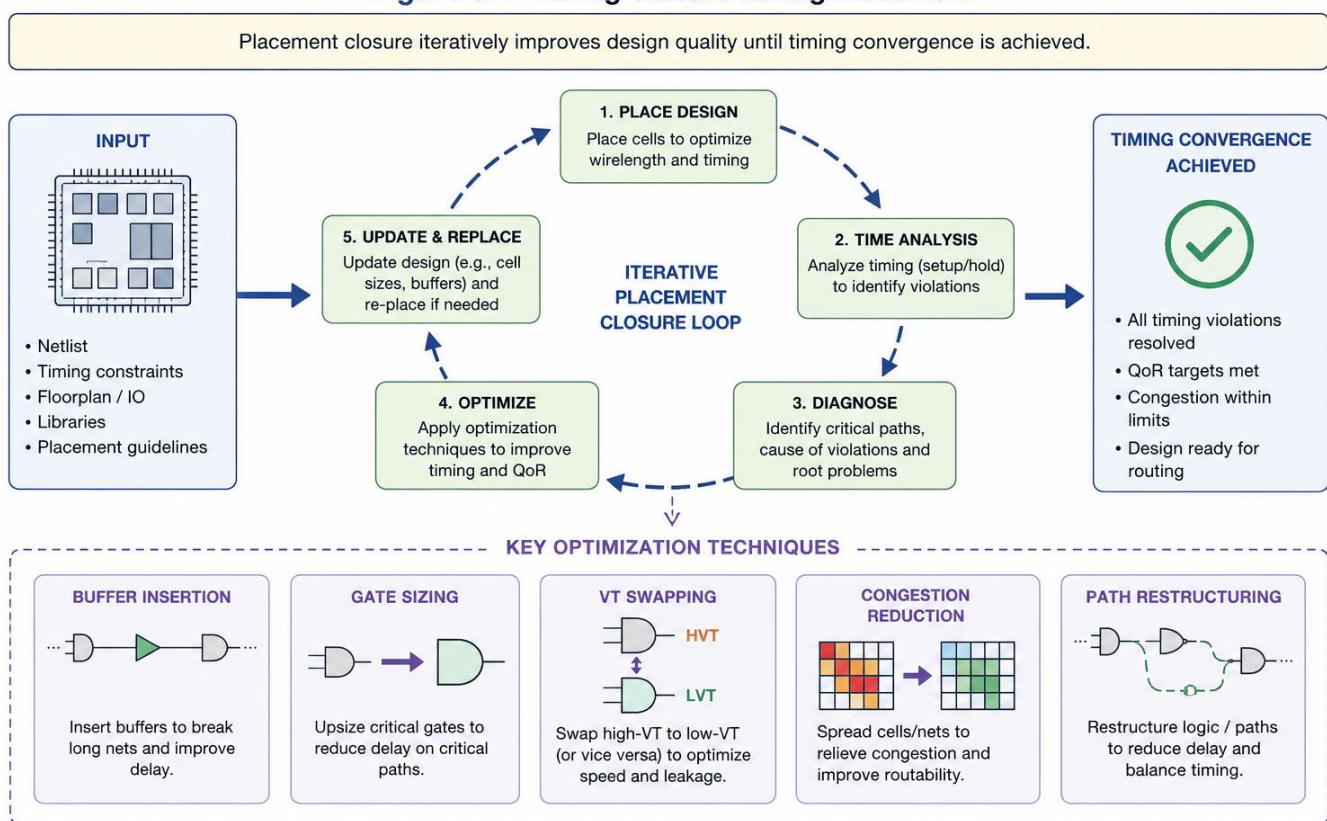 Placement closure iteratively improves design quality until timing convergence is achieved.
INPUT
• Netlist
• Timing constraints
• Floorplan / IO
• Libraries
• Placement guidelines
1. PLACE DESIGN
Place cells to optimize
wirelength and timing
2. TIME ANALYSIS
Analyze timing (setup/hold)
to identify violations
3. DIAGNOSE
Identify critical paths,
cause of violations and
root problems
4. OPTIMIZE
Apply optimization
techniques to improve
timing and QoR
5. UPDATE & REPLACE
Update design (e.g., cell
sizes, buffers) and
re-place if needed
ITERATIVE
PLACEMENT
CLOSURE LOOP
TIMING CONVERGENCE
ACHIEVED
• All timing violations
resolved
• QoR targets met
• Congestion within
limits
• Design ready for
routing
KEY OPTIMIZATION TECHNIQUES
BUFFER INSERTION
Insert buffers to break
long nets and improve
delay.
GATE SIZING
Upsize critical gates to
reduce delay on critical
paths.
VT SWAPPING
HVT
LVT
Swap high-VT to low-VT
(or vice versa) to optimize
speed and leakage.
CONGESTION
REDUCTION
Spread cells/nets to
relieve congestion and
improve routability.
PATH RESTRUCTURING
Restructure logic / paths
to reduce delay and
balance timing.